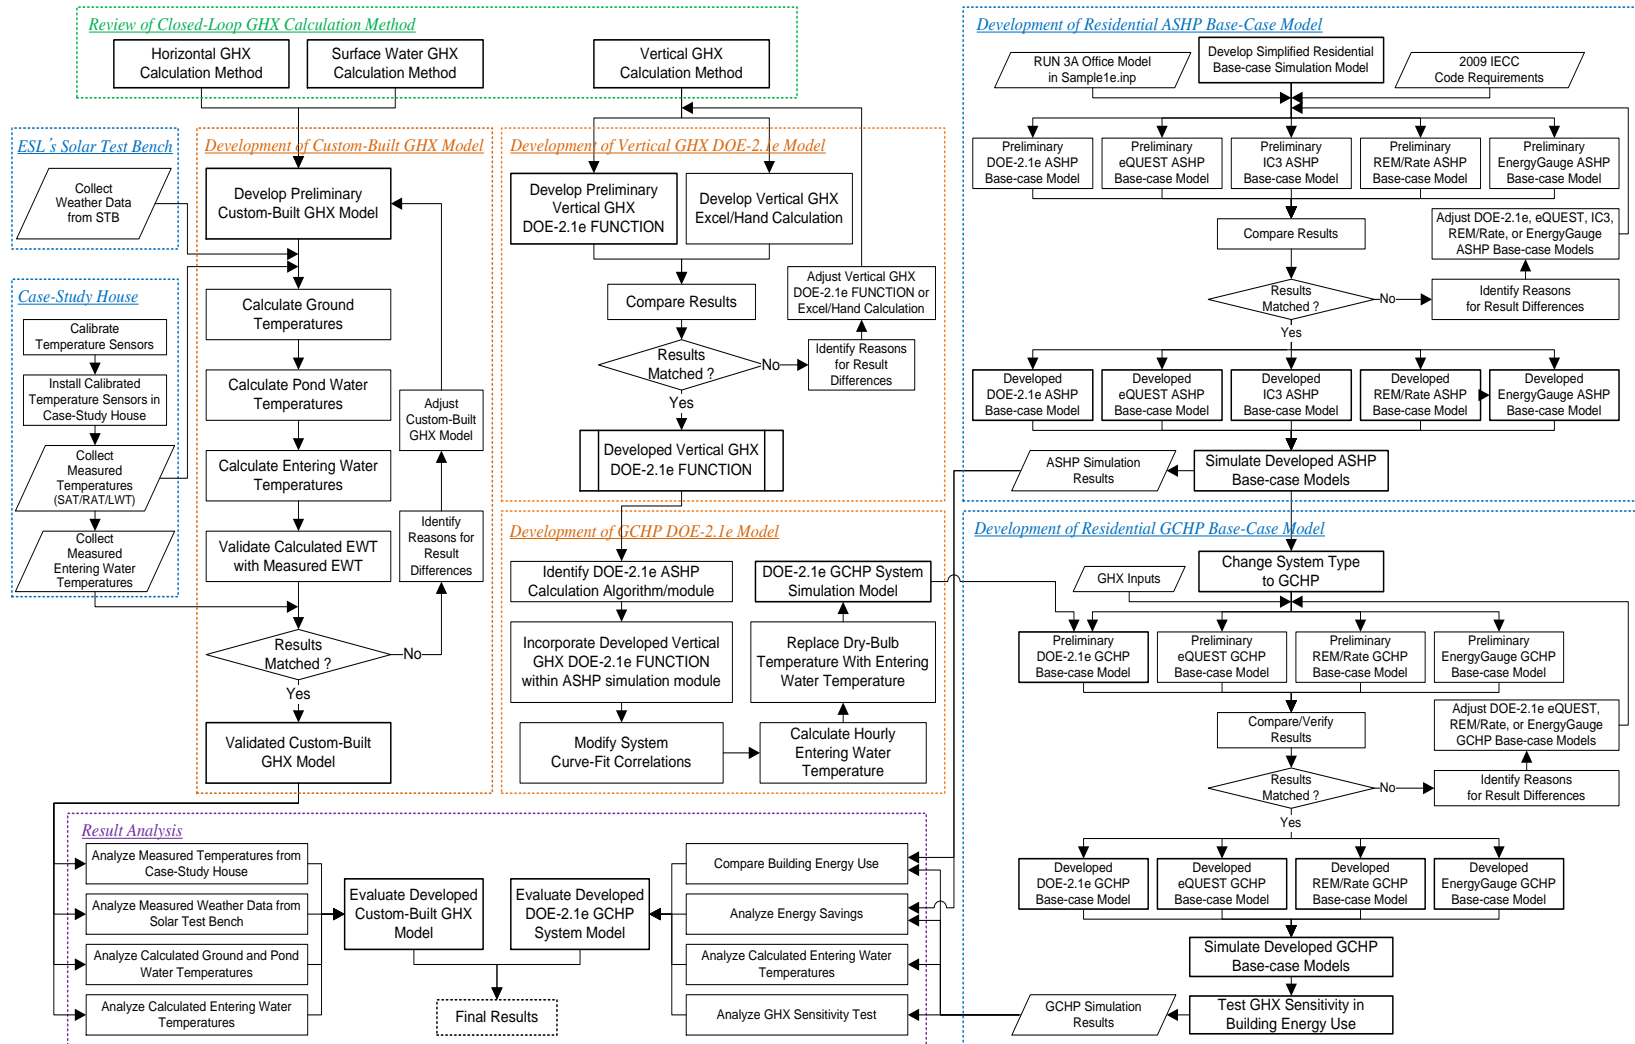 Review of Closed-Loop GHX Calculation Method
Horizontal GHX
Calculation Method
Surface Water GHX
Calculation Method
Vertical GHX
Calculation Method
ESL's Solar Test Bench
Collect
Weather Data
from STB
Case-Study House
Calibrate
Temperature Sensors
Install Calibrated
Temperature Sensors in
Case-Study House
Collect
Measured
Temperatures
(SAT/RAT/LWT)
Collect
Measured
Entering Water
Temperatures
Development of Custom-Built GHX Model
Develop Preliminary
Custom-Built GHX Model
Calculate Ground
Temperatures
Calculate Pond Water
Temperatures
Calculate Entering Water
Temperatures
Validate Calculated EWT
with Measured EWT
Results
Matched ?
No
Yes
Identify
Reasons for
Result
Differences
Adjust
Custom-Built
GHX Model
Validated Custom-Built
GHX Model
Development of Vertical GHX DOE-2.1e Model
Develop Preliminary
Vertical GHX
DOE-2.1e FUNCTION
Develop Vertical GHX
Excel/Hand Calculation
Compare Results
Results
Matched ?
No
Yes
Identify Reasons
for Result
Differences
Adjust Vertical GHX
DOE-2.1e FUNCTION or
Excel/Hand Calculation
Developed Vertical GHX
DOE-2.1e FUNCTION
Development of GCHP DOE-2.1e Model
Identify DOE-2.1e ASHP
Calculation Algorithm/module
Incorporate Developed Vertical
GHX DOE-2.1e FUNCTION
within ASHP simulation module
Modify System
Curve-Fit Correlations
Calculate Hourly
Entering Water
Temperature
Replace Dry-Bulb
Temperature With Entering
Water Temperature
DOE-2.1e GCHP System
Simulation Model
Development of Residential ASHP Base-Case Model
RUN 3A Office Model
in Sample1e.inp
Develop Simplified Residential
Base-case Simulation Model
2009 IECC
Code Requirements
Preliminary
DOE-2.1e ASHP
Base-case Model
Preliminary
eQUEST ASHP
Base-case Model
Preliminary
IC3 ASHP
Base-case Model
Preliminary
REM/Rate ASHP
Base-case Model
Preliminary
EnergyGauge ASHP
Base-case Model
Compare Results
Results
Matched ?
No
Yes
Identify Reasons
for Result Differences
Adjust DOE-2.1e, eQUEST, IC3,
REM/Rate, or EnergyGauge
ASHP Base-case Models
Developed
DOE-2.1e ASHP
Base-case Model
Developed
eQUEST ASHP
Base-case Model
Developed
IC3 ASHP
Base-case Model
Developed
REM/Rate ASHP
Base-case Model
Developed
EnergyGauge ASHP
Base-case Model
Simulate Developed ASHP
Base-case Models
ASHP Simulation
Results
Development of Residential GCHP Base-Case Model
GHX Inputs
Change System Type
to GCHP
Preliminary
DOE-2.1e GCHP
Base-case Model
Preliminary
eQUEST GCHP
Base-case Model
Preliminary
REM/Rate GCHP
Base-case Model
Preliminary
EnergyGauge GCHP
Base-case Model
Compare/Verify
Results
Results
Matched ?
No
Yes
Identify Reasons
for Result Differences
Adjust DOE-2.1e eQUEST,
REM/Rate, or EnergyGauge
GCHP Base-case Models
Developed
DOE-2.1e GCHP
Base-case Model
Developed
eQUEST GCHP
Base-case Model
Developed
REM/Rate GCHP
Base-case Model
Developed
EnergyGauge GCHP
Base-case Model
Simulate Developed GCHP
Base-case Models
Test GHX Sensitivity in
Building Energy Use
GCHP Simulation
Results
Result Analysis
Analyze Measured Temperatures from
Case-Study House
Analyze Measured Weather Data from
Solar Test Bench
Analyze Calculated Ground and Pond
Water Temperatures
Analyze Calculated Entering Water
Temperatures
Evaluate Developed
Custom-Built GHX
Model
Evaluate Developed
DOE-2.1e GCHP
System Model
Compare Building Energy Use
Analyze Energy Savings
Analyze Calculated Entering Water
Temperatures
Analyze GHX Sensitivity Test
Final Results